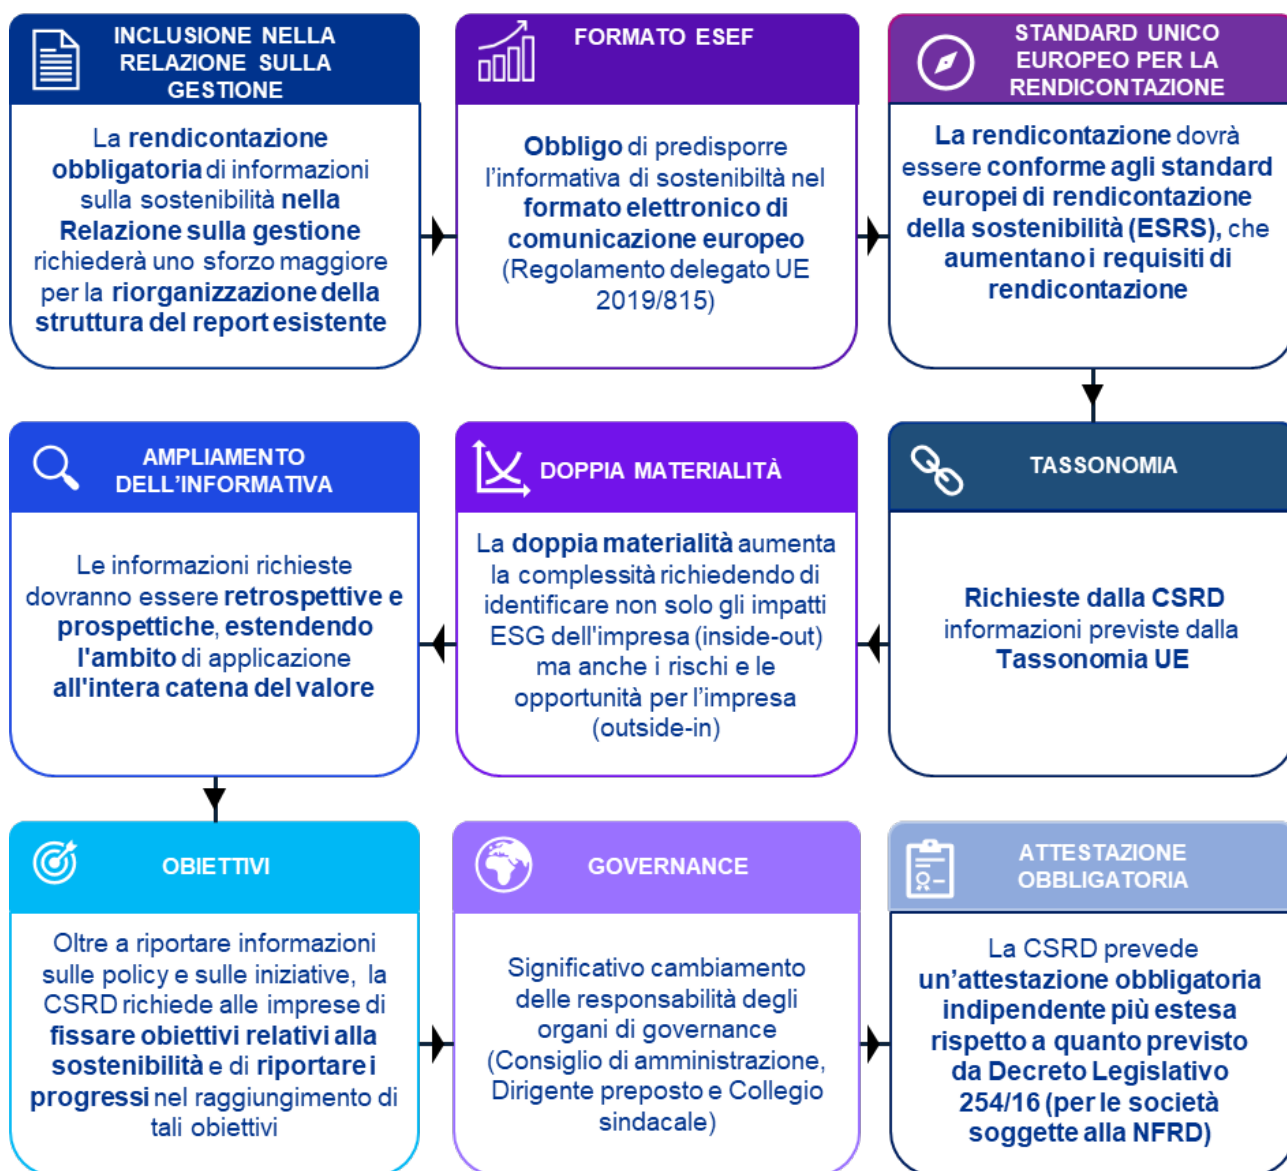 INCLUSIONE NELLA
RELAZIONE SULLA
GESTIONE
La rendicontazione
obbligatoria di informazioni
sulla sostenibilità nella
Relazione sulla gestione
richiederà uno sforzo maggiore
per la riorganizzazione della
struttura del report esistente
FORMATO ESEF
Obbligo di predisporre
l’informativa di sostenibiltà nel
formato elettronico di
comunicazione europeo
(Regolamento delegato UE
2019/815)
STANDARD UNICO
EUROPEO PER LA
RENDICONTAZIONE
La rendicontazione dovrà
essere conforme agli standard
europei di rendicontazione
della sostenibilità (ESRS), che
aumentano i requisiti di
rendicontazione
TASSONOMIA
Richieste dalla CSRD
informazioni previste dalla
Tassonomia UE
DOPPIA MATERIALITÀ
La doppia materialità aumenta
la complessità richiedendo di
identificare non solo gli impatti
ESG dell'impresa (inside-out)
ma anche i rischi e le
opportunità per l’impresa
(outside-in)
AMPLIAMENTO
DELL’INFORMATIVA
Le informazioni richieste
dovranno essere retrospettive e
prospettiche, estendendo
l'ambito di applicazione
all'intera catena del valore
OBIETTIVI
Oltre a riportare informazioni
sulle policy e sulle iniziative, la
CSRD richiede alle imprese di
fissare obiettivi relativi alla
sostenibilità e di riportare i
progressi nel raggiungimento di
tali obiettivi
GOVERNANCE
Significativo cambiamento
delle responsabilità degli
organi di governance
(Consiglio di amministrazione,
Dirigente preposto e Collegio
sindacale)
ATTESTAZIONE
OBBLIGATORIA
La CSRD prevede
un’attestazione obbligatoria
indipendente più estesa
rispetto a quanto previsto
da Decreto Legislativo
254/16 (per le società
soggette alla NFRD)